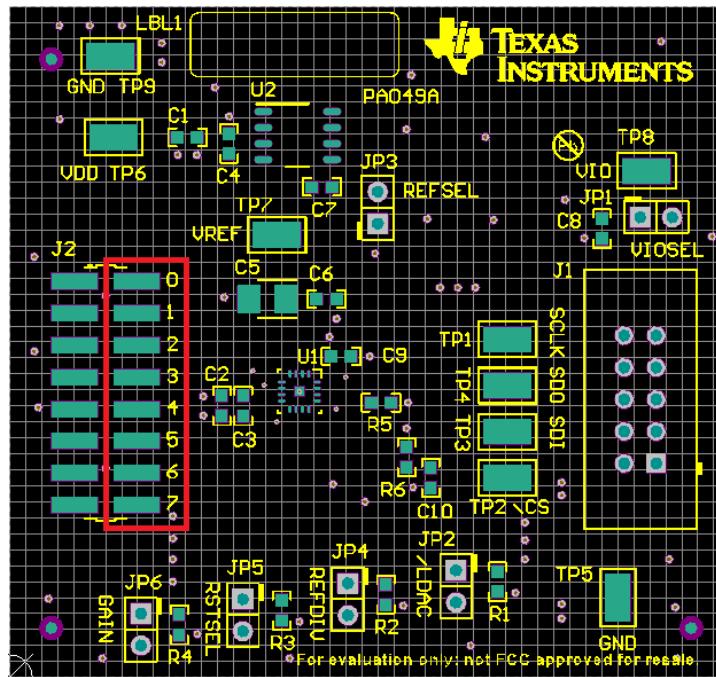 LBL1
TEXAS
INSTRUMENTS
GND TP9
U2
PA049A
C1
C4
TP8
VDD TP6
JP3
VIO
REFSEL
C7
JP1
TP7
C8
VREF
VIOSEL
J2
C5
C6
J1
0
1
SCLK
2
U1
C9
TP1
3
C2
TP4
SDO
4
C3
R5
TP3
SDI
5
6
R6
7
C10
TP2 \CS
JP6
JP5
JP4
JP2
TP5
GAIN
RSTSEL
REFDIV
/LDAC
R4
R3
R2
R1
GND
For evaluation only; not FCC approved for resale